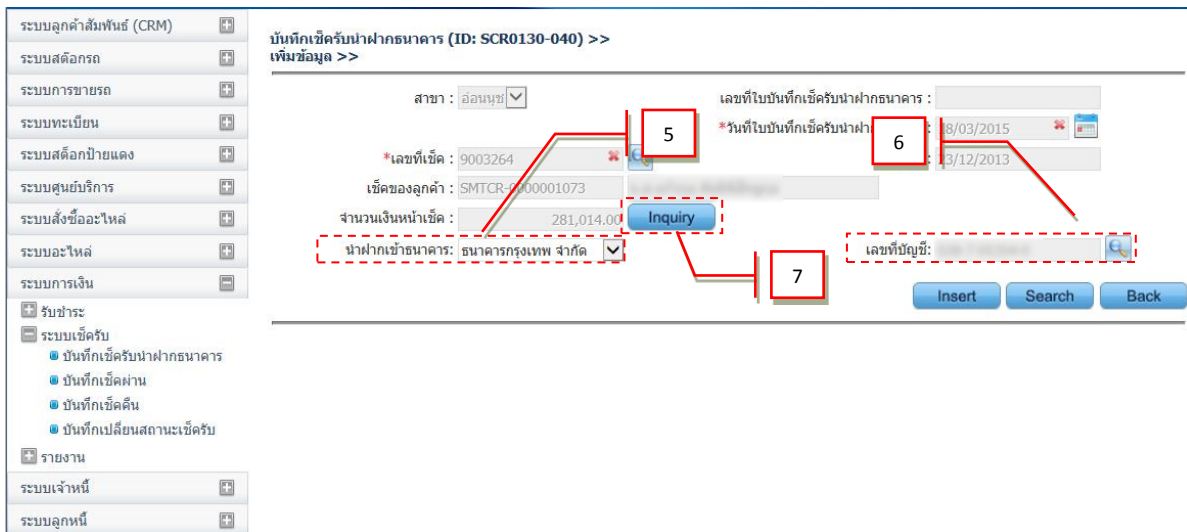 ระบบลูกค้าสัมพันธ์ (CRM)
ระบบสต๊อกรถ
ระบบการขายรถ
ระบบทะเบียน
ระบบสต็อกป้ายแดง
ระบบศูนย์บริการ
ระบบสั่งซื้ออะไหล่
ระบบอะไหล่
ระบบการเงิน
รับชำระ
ระบบเช็ครับ
บันทึกเช็ครับนำฝากธนาคาร
บันทึกเช็คผ่าน
บันทึกเช็คคืน
บันทึกเปลี่ยนสถานะเช็ครับ
รายงาน
ระบบเจ้าหนี้
ระบบลูกหนี้
บันทึกเช็ครับนำฝากธนาคาร (ID: SCR0130-040) >>
เพิ่มข้อมูล >>
สาขา : อ่อนนุช เลขที่ใบบันทึกเช็ครับนำฝากธนาคาร :
5 *วันที่ใบบันทึกเช็ครับนำฝา : /03/2015
6
*เลขที่เช็ค : 9003264 : /12/2013
เช็คของลูกค้า : SMTCR-0000001073
จำนวนเงินหน้าเช็ค : 281,014.00 Inquiry
นำฝากเข้าธนาคาร: ธนาคารกรุงเทพ จำกัด เลขที่บัญชี:
7
Insert Search Back